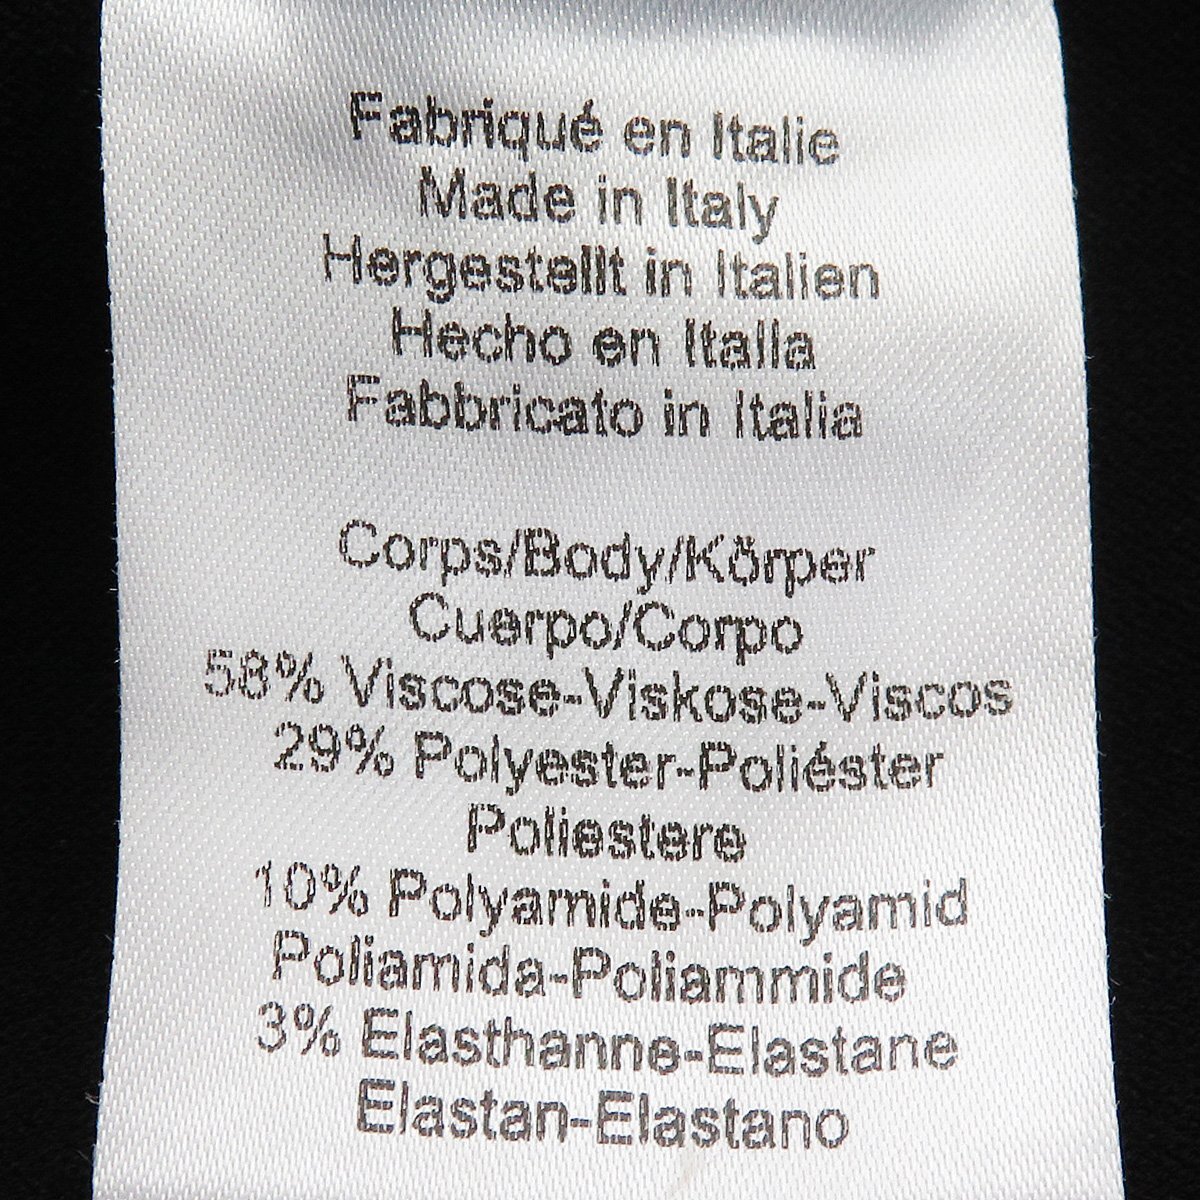 Fabriqué en Italie
Made in Italy
Hergestellt in Italien
Hecho en Italia
Fabbricato in Italia
Corps/Body/Körper
Cuerpo/Corpo
58% Viscose-Viskose-Viscos
29% Polyester-Poliéster
Poliestere
10% Polyamide-Polyamid
Poliamida-Poliammide
3% Elasthanne-Elastane
Elastan-Elastano